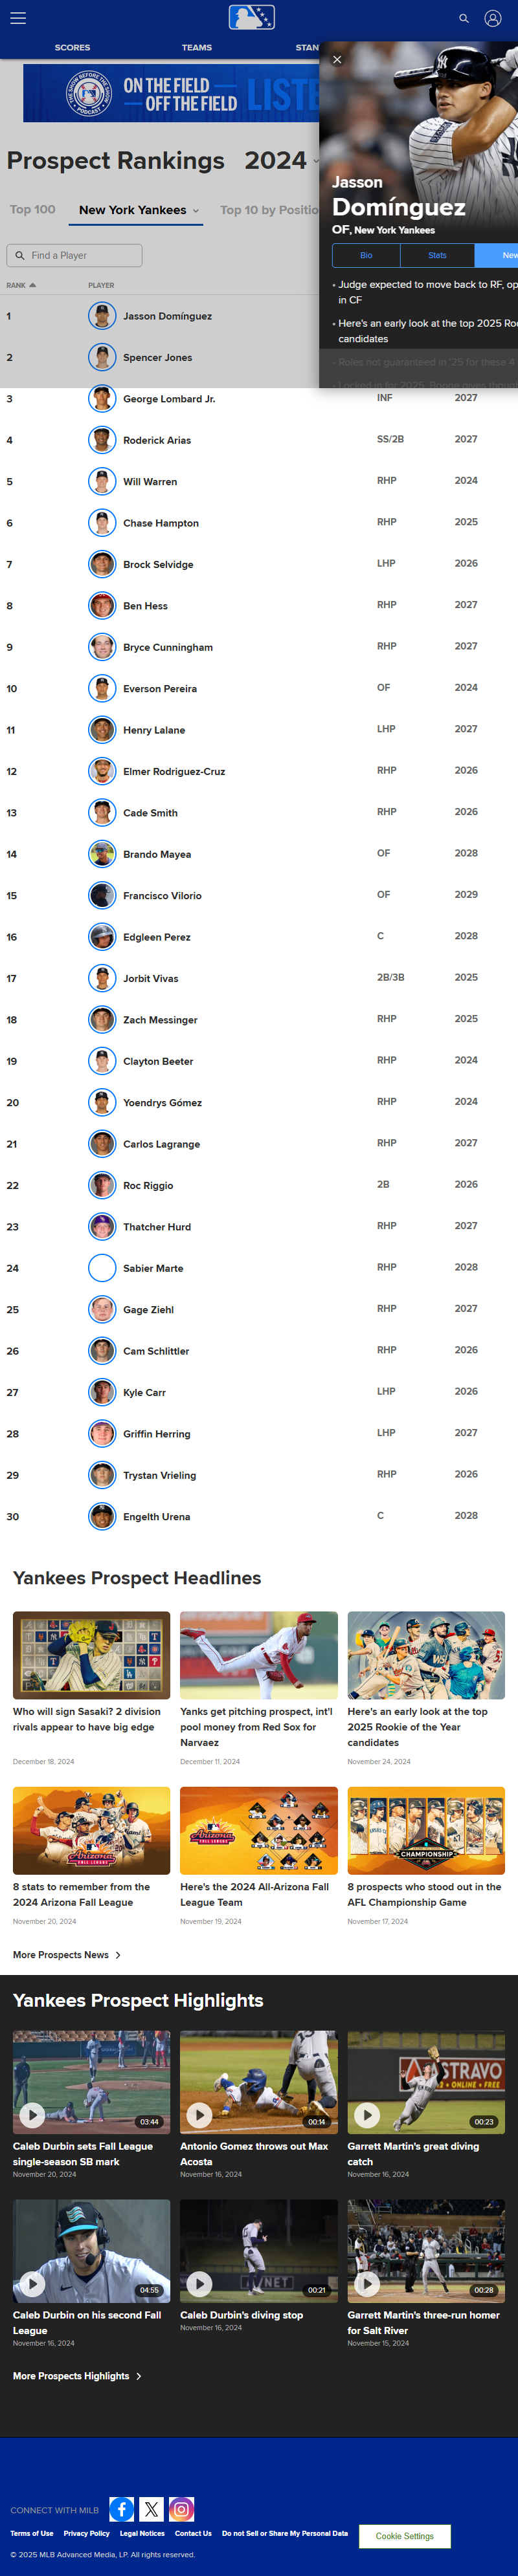 SCORES
TEAMS
STAN
THE SHOW BEFORE THE SHOW
PODCAST
ON THE FIELD
OFF THE FIELD
LISTE
Prospect Rankings 2024
Top 100
New York Yankees
Top 10 by Positio
Find a Player
RANK
PLAYER
Jasson
Domínguez
OF, New York Yankees
Bio
Stats
New
• Judge expected to move back to RF, op
in CF
• Here's an early look at the top 2025 Roo
candidates
• Roles not guaranteed in '25 for these 4
1 Jasson Domínguez
2 Spencer Jones
3 George Lombard Jr. INF 2027
4 Roderick Arias SS/2B 2027
5 Will Warren RHP 2024
6 Chase Hampton RHP 2025
7 Brock Selvidge LHP 2026
8 Ben Hess RHP 2027
9 Bryce Cunningham RHP 2027
10 Everson Pereira OF 2024
11 Henry Lalane LHP 2027
12 Elmer Rodriguez-Cruz RHP 2026
13 Cade Smith RHP 2026
14 Brando Mayea OF 2028
15 Francisco Vilorio OF 2029
16 Edgleen Perez C 2028
17 Jorbit Vivas 2B/3B 2025
18 Zach Messinger RHP 2025
19 Clayton Beeter RHP 2024
20 Yoendrys Gómez RHP 2024
21 Carlos Lagrange RHP 2027
22 Roc Riggio 2B 2026
23 Thatcher Hurd RHP 2027
24 Sabier Marte RHP 2028
25 Gage Ziehl RHP 2027
26 Cam Schlittler RHP 2026
27 Kyle Carr LHP 2026
28 Griffin Herring LHP 2027
29 Trystan Vrieling RHP 2026
30 Engelth Urena C 2028
Yankees Prospect Headlines
Who will sign Sasaki? 2 division
rivals appear to have big edge
December 18, 2024
Yanks get pitching prospect, int'l
pool money from Red Sox for
Narvaez
December 11, 2024
Here's an early look at the top
2025 Rookie of the Year
candidates
November 24, 2024
Arizona
FALL LEAGUE
Arizona
FALL LEAGUE
CHAMPIONSHIP
8 stats to remember from the
2024 Arizona Fall League
November 20, 2024
Here's the 2024 All-Arizona Fall
League Team
November 19, 2024
8 prospects who stood out in the
AFL Championship Game
November 17, 2024
More Prospects News
Yankees Prospect Highlights
03:44
00:14
00:23
Caleb Durbin sets Fall League
single-season SB mark
November 20, 2024
Antonio Gomez throws out Max
Acosta
November 16, 2024
Garrett Martin's great diving
catch
November 16, 2024
04:55
00:21
00:28
Caleb Durbin on his second Fall
League
November 16, 2024
Caleb Durbin's diving stop
November 16, 2024
Garrett Martin's three-run homer
for Salt River
November 15, 2024
More Prospects Highlights
CONNECT WITH MILB
Terms of Use
Privacy Policy
Legal Notices
Contact Us
Do not Sell or Share My Personal Data
Cookie Settings
© 2025 MLB Advanced Media, LP. All rights reserved.